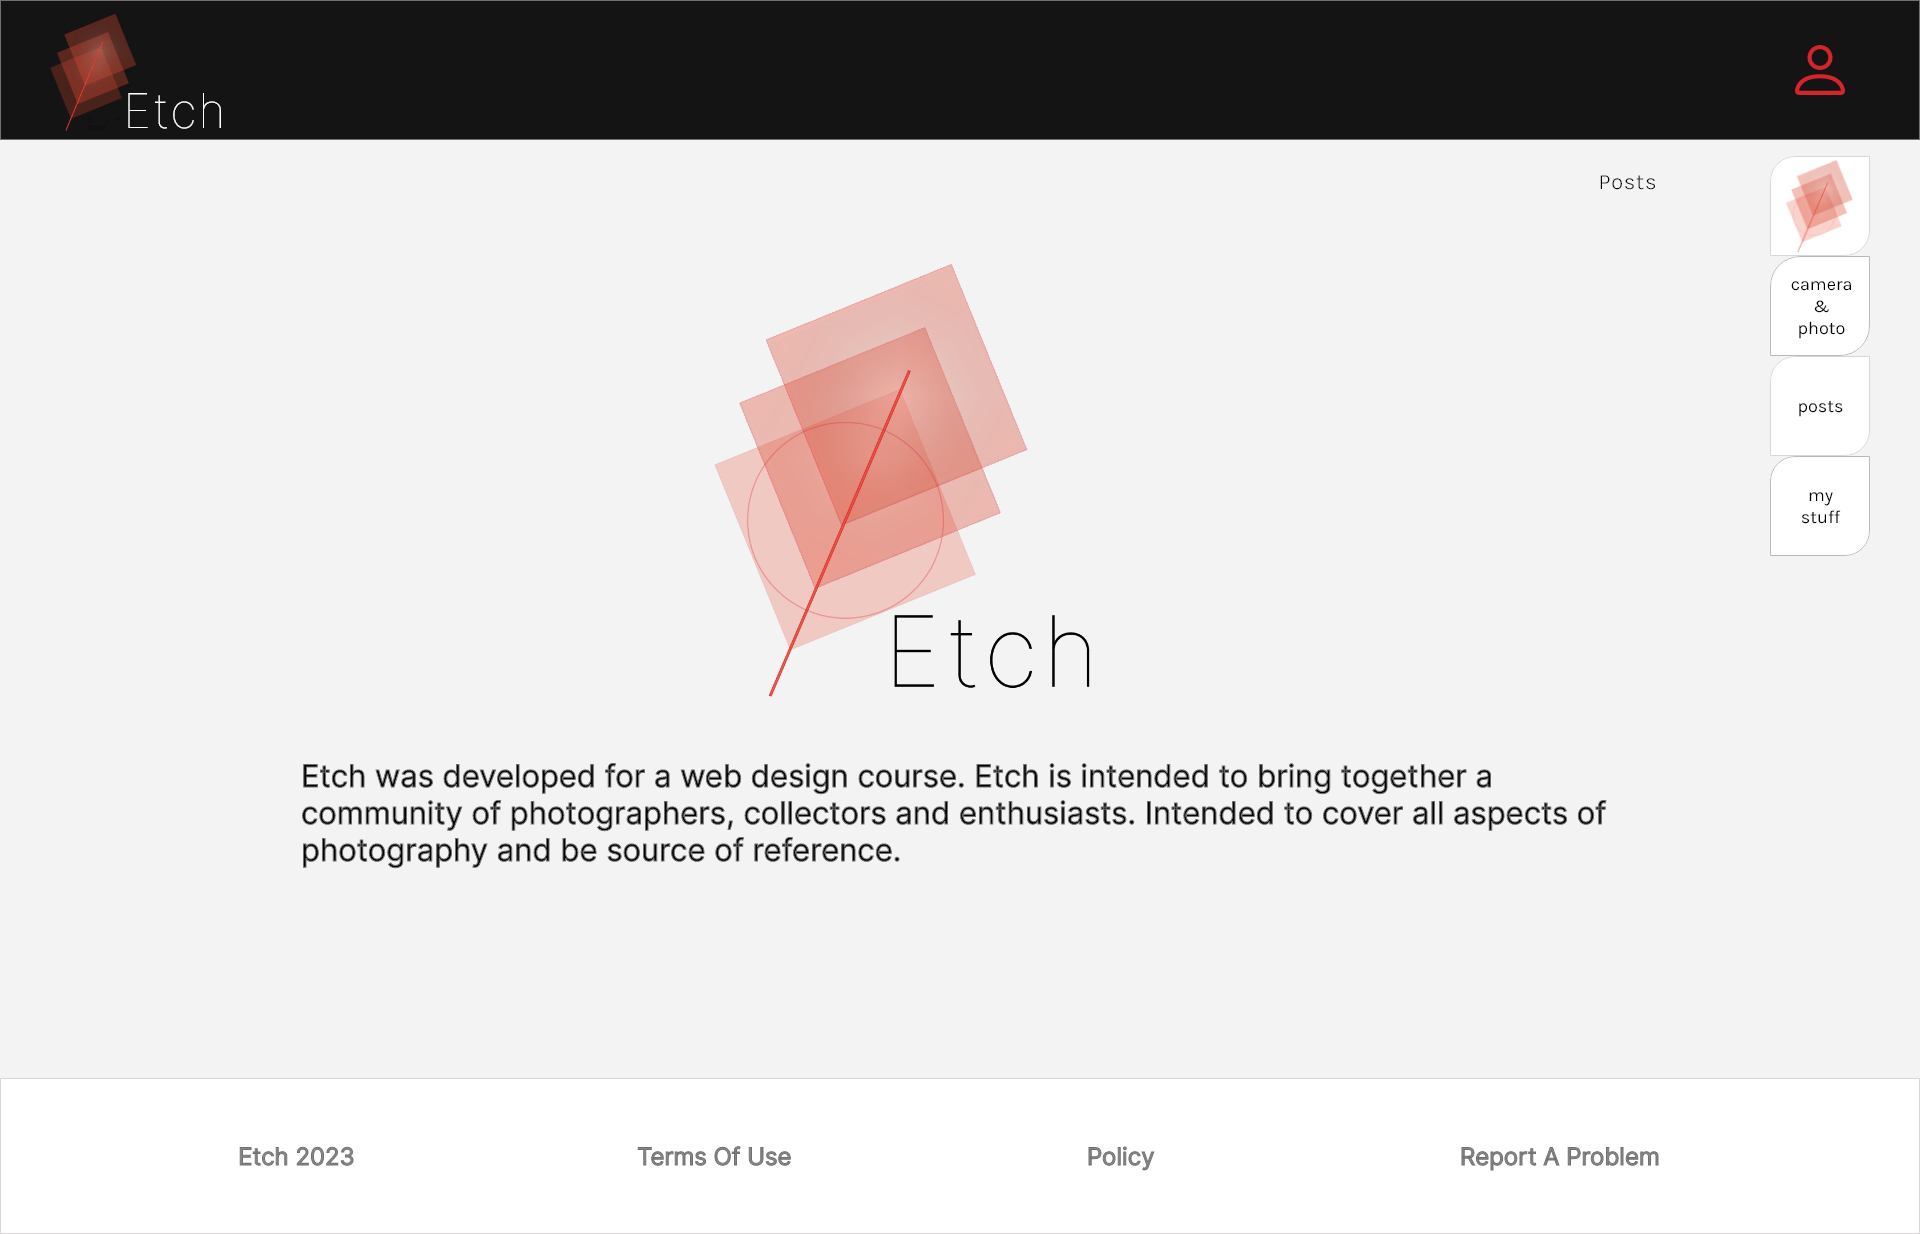 Etch
Posts
camera
&
photo
posts
my
stuff
Etch
Etch was developed for a web design course. Etch is intended to bring together a
community of photographers, collectors and enthusiasts. Intended to cover all aspects of
photography and be source of reference.
Etch 2023
Terms Of Use
Policy
Report A Problem